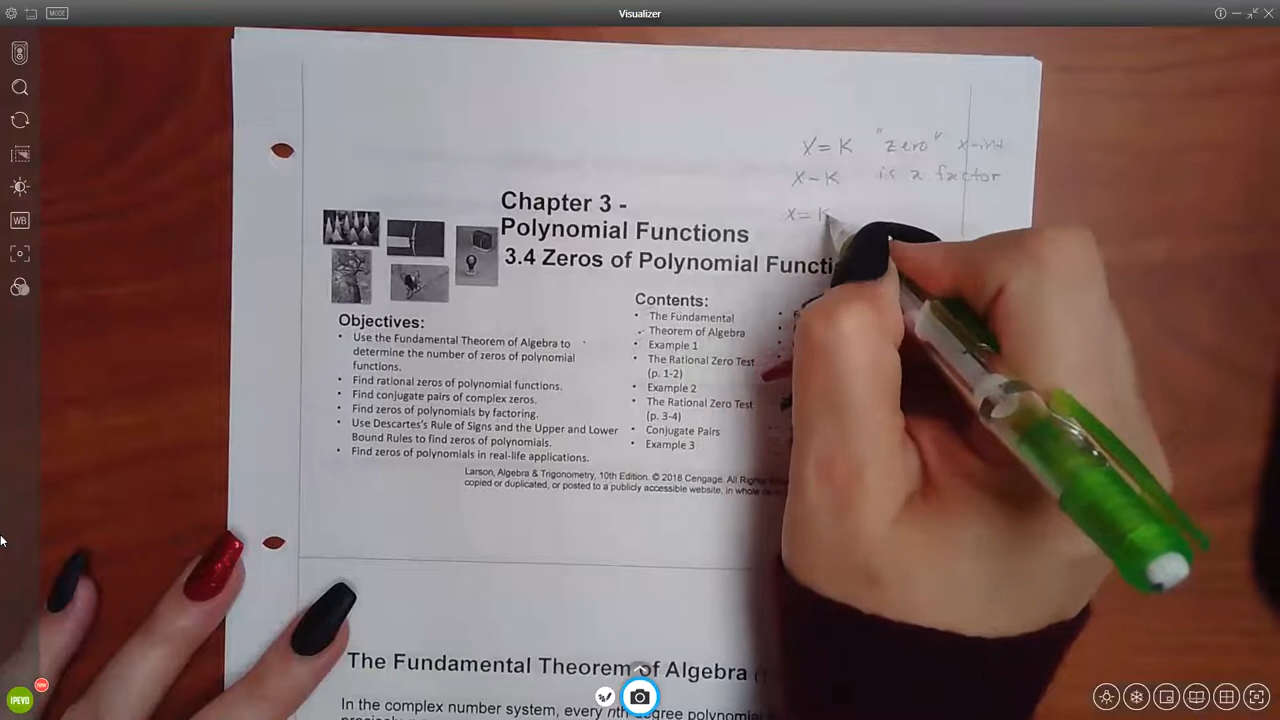 MODE
Visualizer
X=K "zero" x-int
X-K is a factor
X=K
Chapter 3 -
Polynomial Functions
3.4 Zeros of Polynomial Functi
Objectives:
• Use the Fundamental Theorem of Algebra to
determine the number of zeros of polynomial
functions.
• Find rational zeros of polynomial functions.
• Find conjugate pairs of complex zeros.
• Find zeros of polynomials by factoring.
• Use Descartes's Rule of Signs and the Upper and Lower
Bound Rules to find zeros of polynomials.
• Find zeros of polynomials in real-life applications.
Contents:
• The Fundamental
Theorem of Algebra
• Example 1
• The Rational Zero Test
(p. 1-2)
• Example 2
• The Rational Zero Test
(p. 3-4)
• Conjugate Pairs
• Example 3
Larson, Algebra & Trigonometry, 10th Edition. © 2018 Cengage. All Rig
copied or duplicated, or posted to a publicly accessible website, in whole
The Fundamental Theorem of Algebra
In the complex number system, every nth-degree polynomial
WB
IPEVO
new